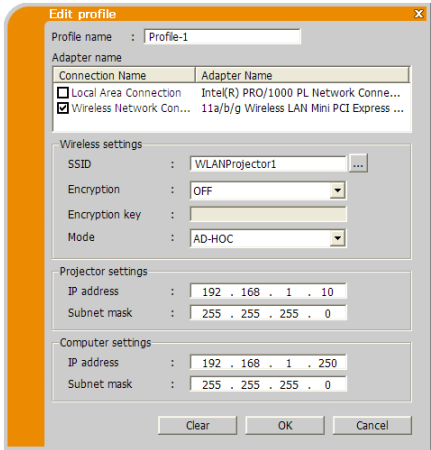 Edit profile x
Profile name : Profile-1
Adapter name
Connection Name Adapter Name
Local Area Connection Intel(R) PRO/1000 PL Network Conne...
Wireless Network Con... 11a/b/g Wireless LAN Mini PCI Express ...
Wireless settings
SSID : WLANProjector1 ...
Encryption : OFF
Encryption key :
Mode : AD-HOC
Projector settings
IP address : 192 . 168 . 1 . 10
Subnet mask : 255 . 255 . 255 . 0
Computer settings
IP address : 192 . 168 . 1 . 250
Subnet mask : 255 . 255 . 255 . 0
Clear OK Cancel